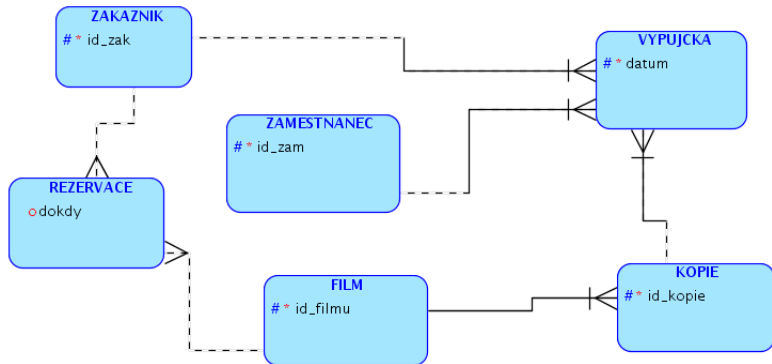 ZAKAZNIK
# * id_zak
VYPUJCKA
# * datum
ZAMESTNANEC
# * id_zam
REZERVACE
o dokdy
FILM
# * id_filmu
KOPIE
# * id_kopie